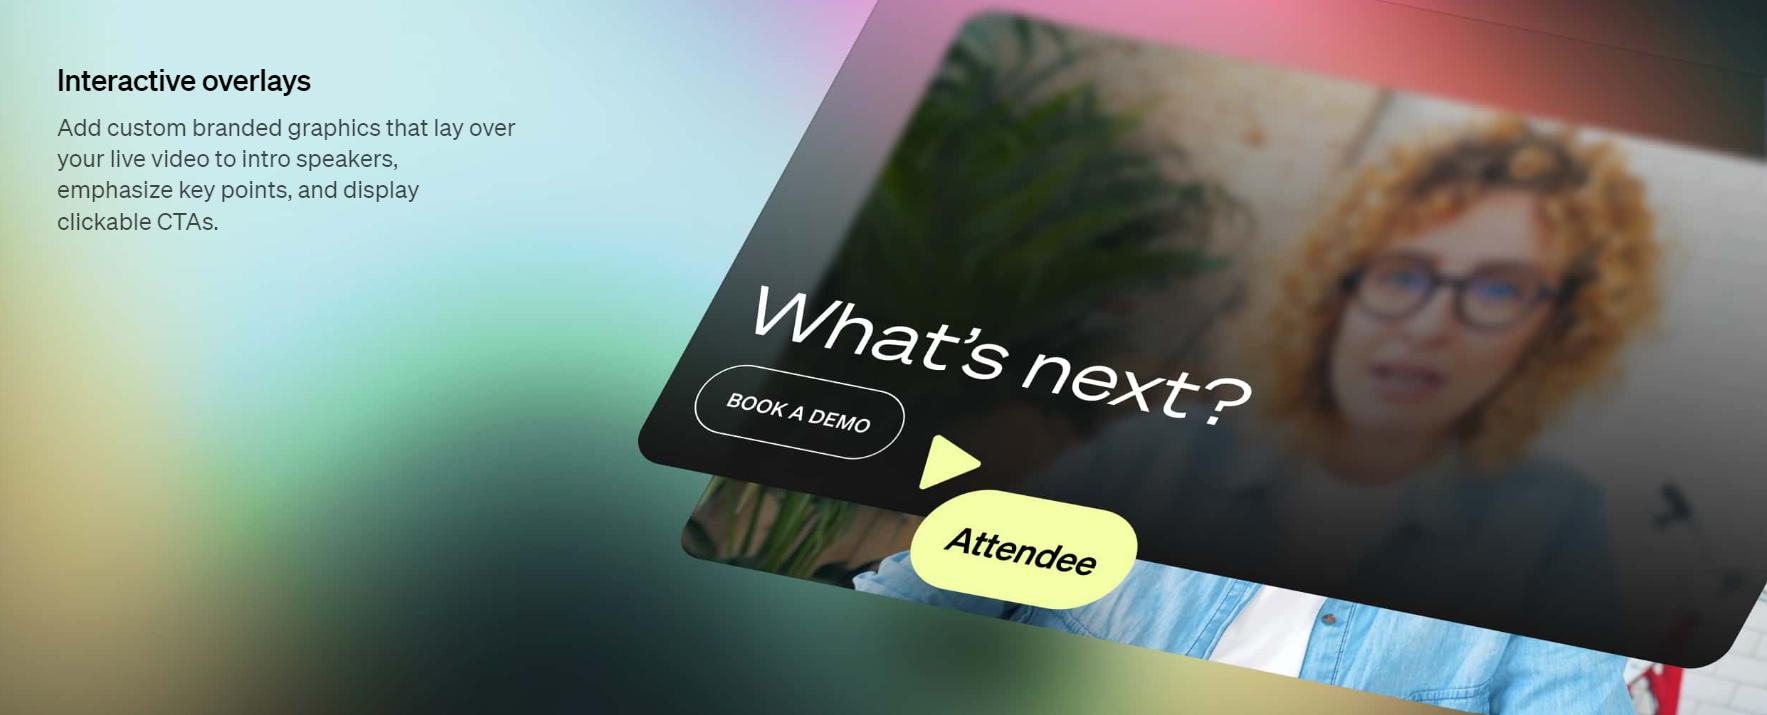 Interactive overlays
Add custom branded graphics that lay over
your live video to intro speakers,
emphasize key points, and display
clickable CTAs.
What’s next?
BOOK A DEMO
Attendee